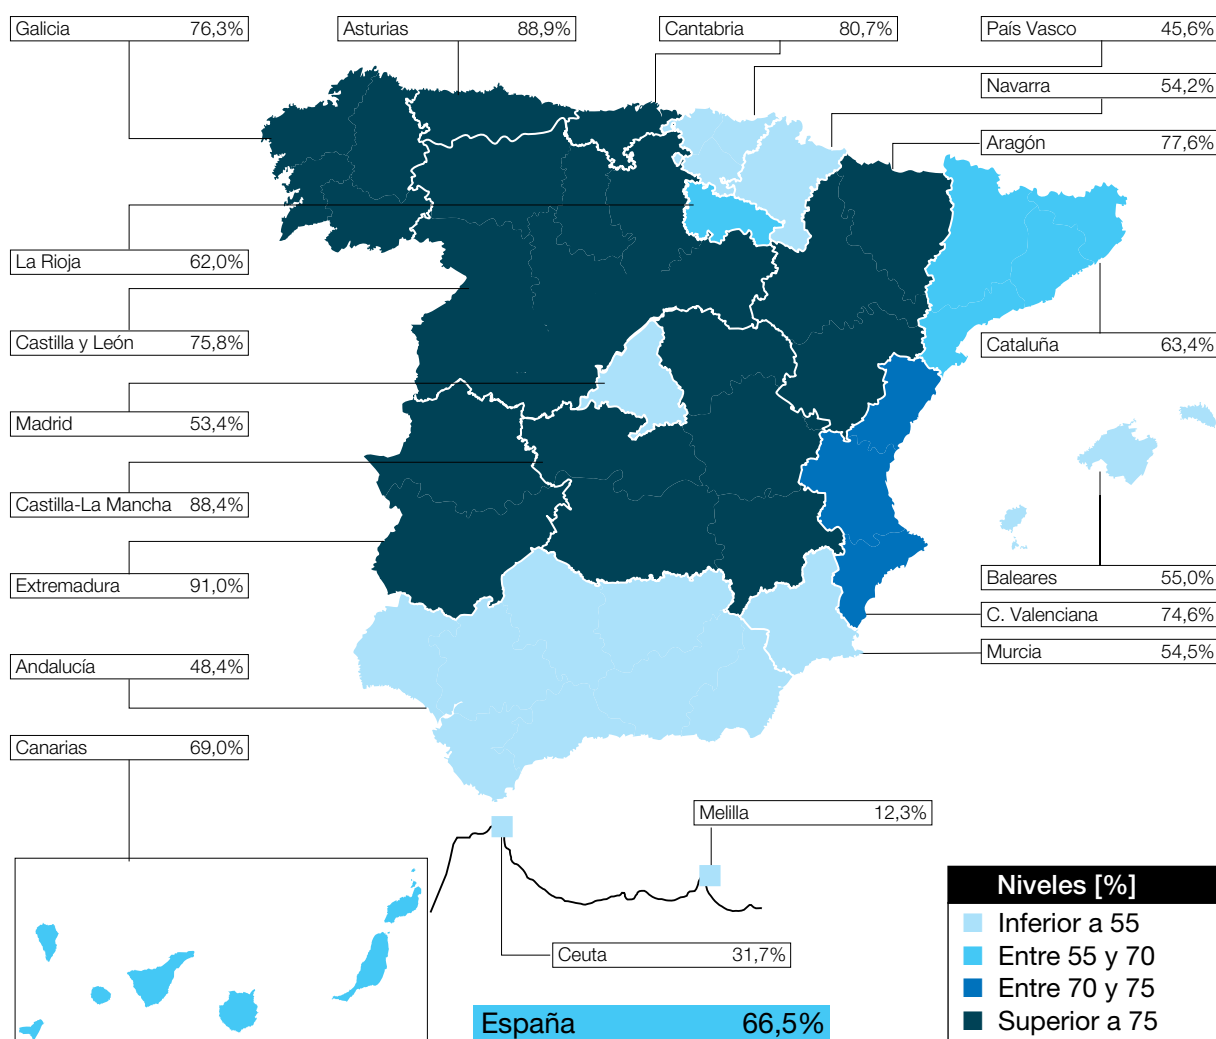 Galicia 76,3%
Asturias 88,9%
Cantabria 80,7%
País Vasco 45,6%
Navarra 54,2%
Aragón 77,6%
La Rioja 62,0%
Castilla y León 75,8%
Cataluña 63,4%
Madrid 53,4%
Castilla-La Mancha 88,4%
Extremadura 91,0%
Baleares 55,0%
C. Valenciana 74,6%
Murcia 54,5%
Andalucía 48,4%
Canarias 69,0%
Melilla 12,3%
Ceuta 31,7%
España 66,5%
Niveles [%]
Inferior a 55
Entre 55 y 70
Entre 70 y 75
Superior a 75